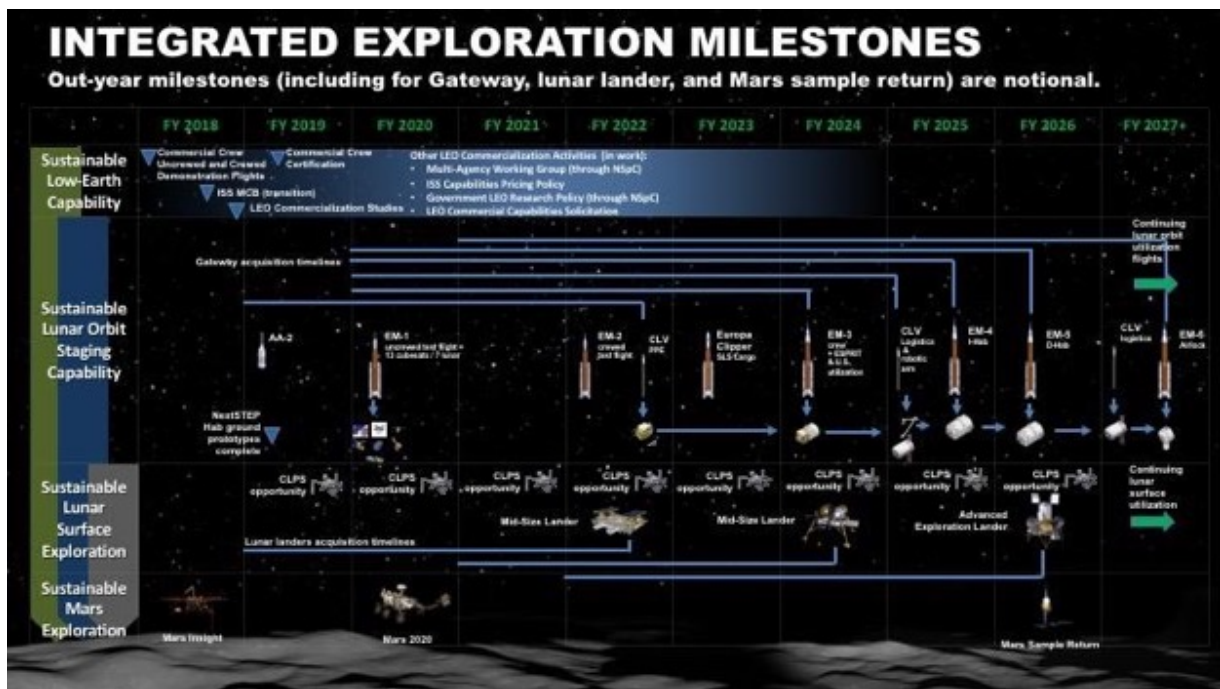 INTEGRATED EXPLORATION MILESTONES
Out-year milestones (including for Gateway, lunar lander, and Mars sample return) are notional.
FY 2018 FY 2019 FY 2020 FY 2021 FY 2022 FY 2023 FY 2024 FY 2025 FY 2026 FY 2027+
Sustainable
Low-Earth
Capability
Commercial Crew
Uncrewed and Crewed
Demonstration Flights
Commercial Crew
Certification
ISS MCB (transition)
LEO Commercialization Studies
Other LEO Commercialization Activities (in work):
• Multi-Agency Working Group (through NSpC)
• ISS Capabilities Pricing Policy
• Government LEO Research Policy (through NSpC)
• LEO Commercial Capabilities Solicitation
Sustainable
Lunar Orbit
Staging
Capability
Gateway acquisition timelines
Continuing
lunar orbit
utilization
flights
AA-2
EM-1
uncrewed test flight +
13 cubesats /
EM-2
crewed
test flight
CLV
PPE
Europa
Clipper
SLS Cargo
EM-3
crew
+ ESPRIT
& U.S.
utilization
CLV
Logistics
&
robotic
arm
EM-4
I-Hab
EM-5
CLV
logistics
EM-6
Airlock
NextSTEP
Hab ground
prototypes
complete
Sustainable
Lunar
Surface
Exploration
CLPS
opportunity
CLPS
opportunity
CLPS
opportunity
CLPS
opportunity
CLPS
opportunity
CLPS
opportunity
CLPS
opportunity
CLPS
opportunity
Continuing
lunar
surface
utilization
Mid-Size Lander
Mid-Size Lander
Advanced
Exploration Lander
Lunar landers acquisition timelines
Sustainable
Mars
Exploration
Mars Insight
Mars 2020
Mars Sample Return